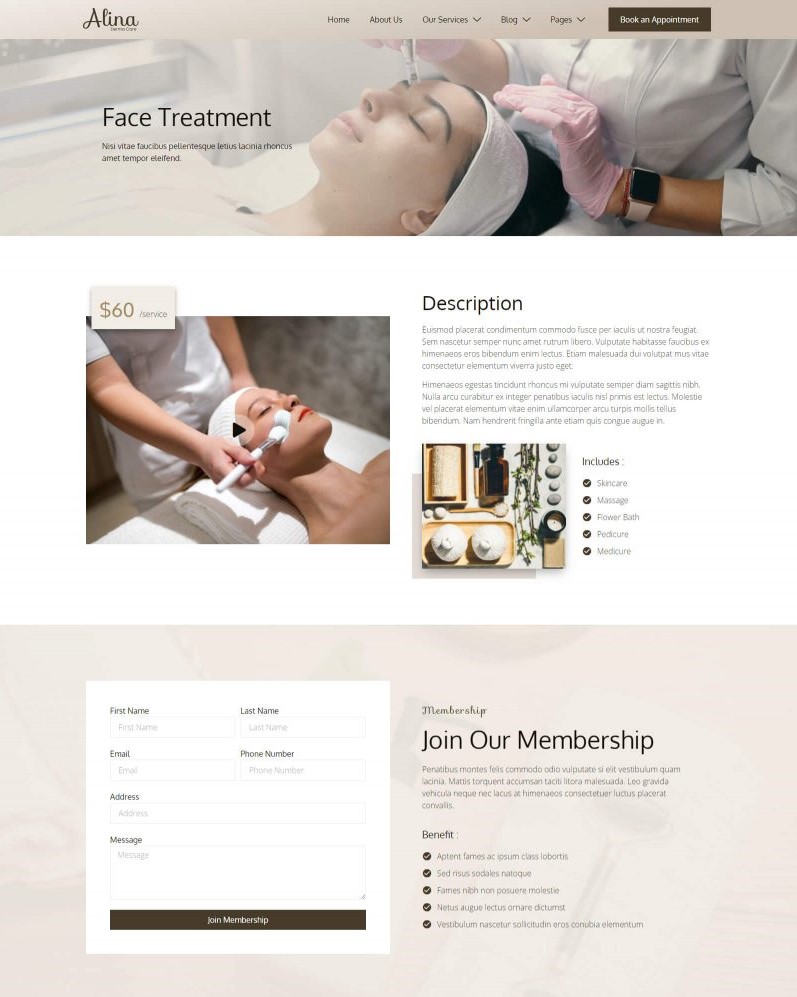 Alina
Derma Care
Home About Us Our Services Blog Pages Book an Appointment
Face Treatment
Nisi vitae faucibus pellentesque letius lacinia rhoncus
amet tempor eleifend.
$60 /service
Description
Euismod placerat condimentum commodo fusce per iaculis ut nostra feugiat.
Sem nascetur semper nunc amet rutrum libero. Vulputate habitasse faucibus ex
himenaeos eros bibendum enim lectus. Etiam malesuada dui volutpat mus vitae
consectetur elementum viverra justo eget.
Himenaeos egestas tincidunt rhoncus mi vulputate semper diam sagittis nibh.
Nulla arcu curabitur ex integer penatibus iaculis nisl primis est lectus. Molestie
vel placerat elementum vitae enim ullamcorper arcu turpis mollis tellus
bibendum. Nam hendrerit fringilla ante etiam quis congue augue in.
Includes :
Skincare
Massage
Flower Bath
Pedicure
Medicure
First Name Last Name
First Name Last Name
Email Phone Number
Email Phone Number
Address
Address
Message
Message
Join Membership
Membership
Join Our Membership
Penatibus montes felis commodo odio vulputate si elit vestibulum quam
lacinia. Mattis torquent accumsan taciti litora malesuada. Leo gravida
vehicula neque nec lacus at himenaeos consectetuer luctus placerat
convallis.
Benefit :
Aptent fames ac ipsum class lobortis
Sed risus sodales natoque
Fames nibh non posuere molestie
Netus augue lectus ornare dictumst
Vestibulum nascetur sollicitudin eros conubia elementum